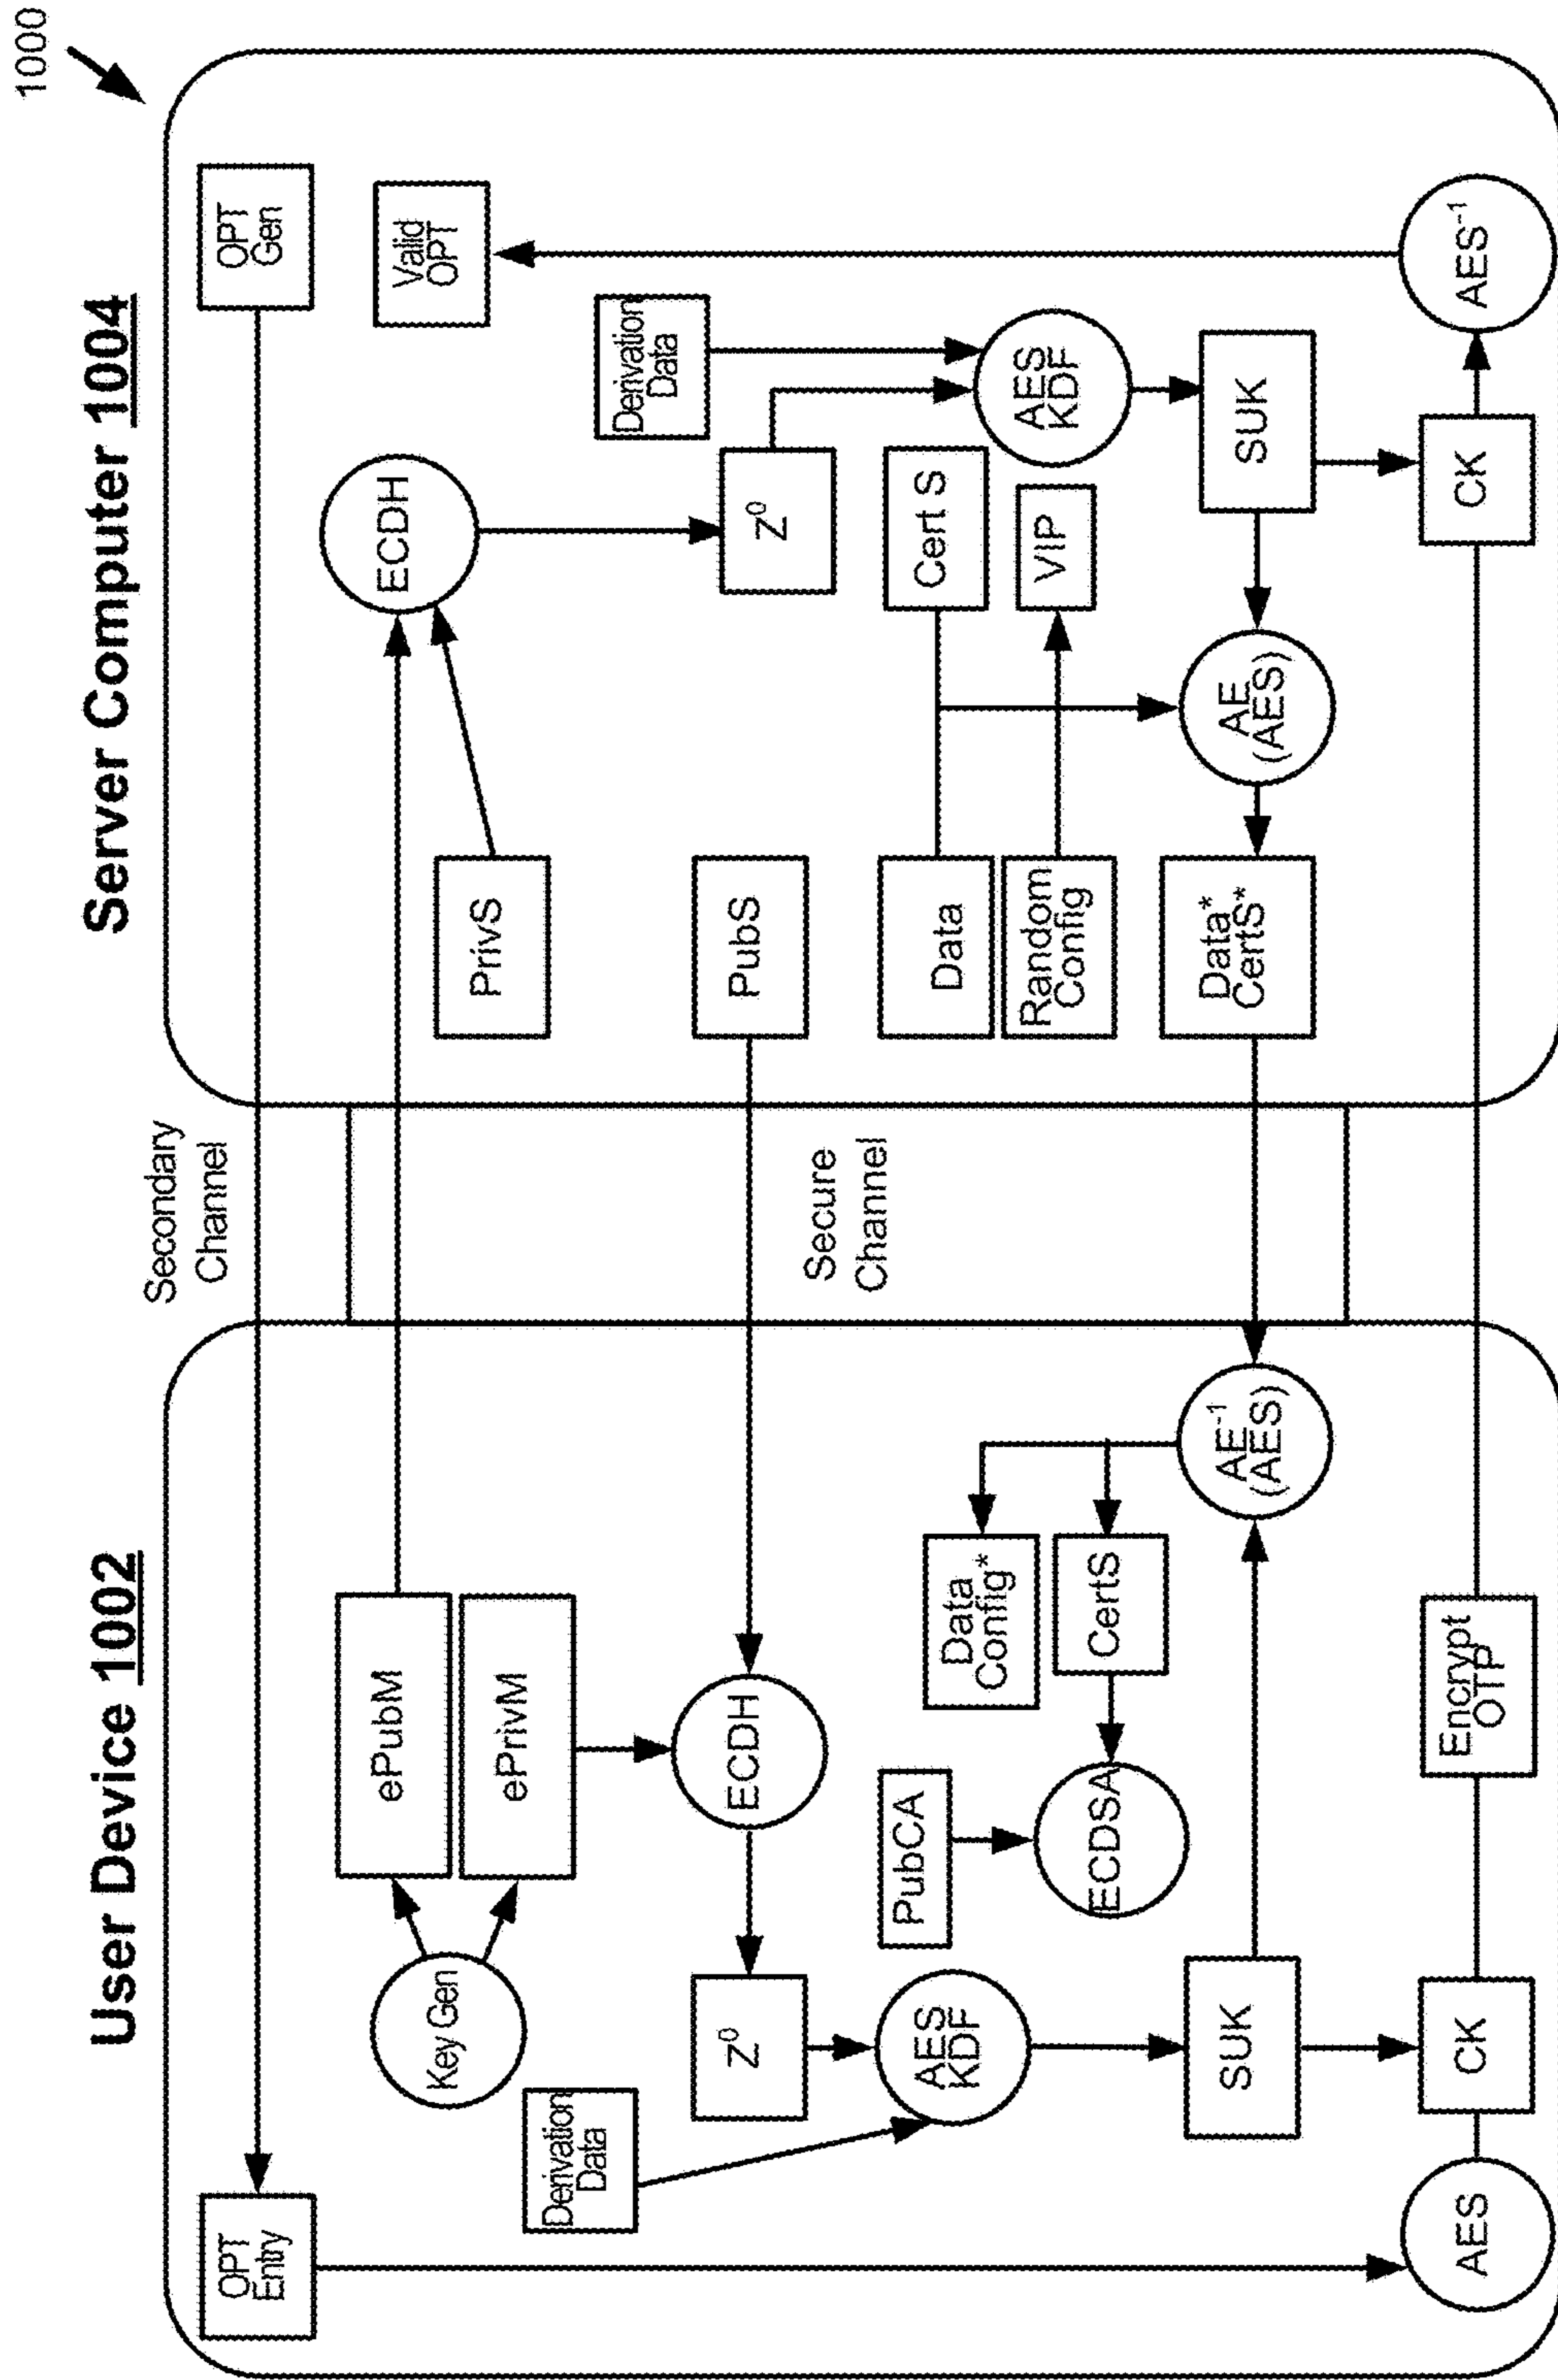 1000
User Device 1002
Server Computer 1004
Secondary
Channel
OPT
Entry
OPT
Gen
Key Gen
ePubM
ePrivM
ECDH
Valid
OPT
PrivS
Derivation
Data
Derivation
Data
Z⁰
ECDH
PubS
Z⁰
Secure
Channel
AES
KDF
PubCA
ECDSA
Data
Config*
CertS
Data
Cert S
Random
Config
VIP
AES
KDF
SUK
AE⁻¹
(AES)
Data*
CertS*
AE
(AES)
SUK
AES
CK
Encrypt
OTP
CK
AES⁻¹